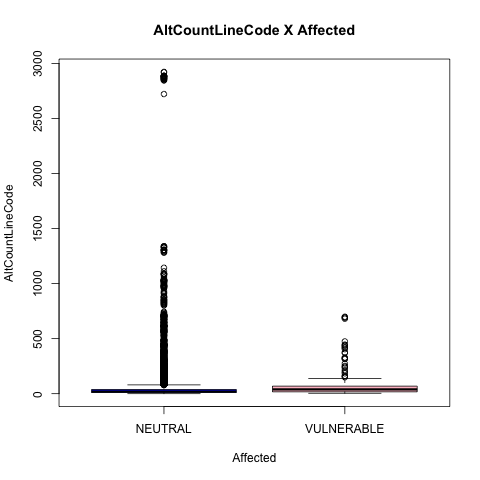 AltCountLineCode X Affected
3000
2500
2000
1500
1000
500
0
AltCountLineCode
NEUTRAL
VULNERABLE
Affected